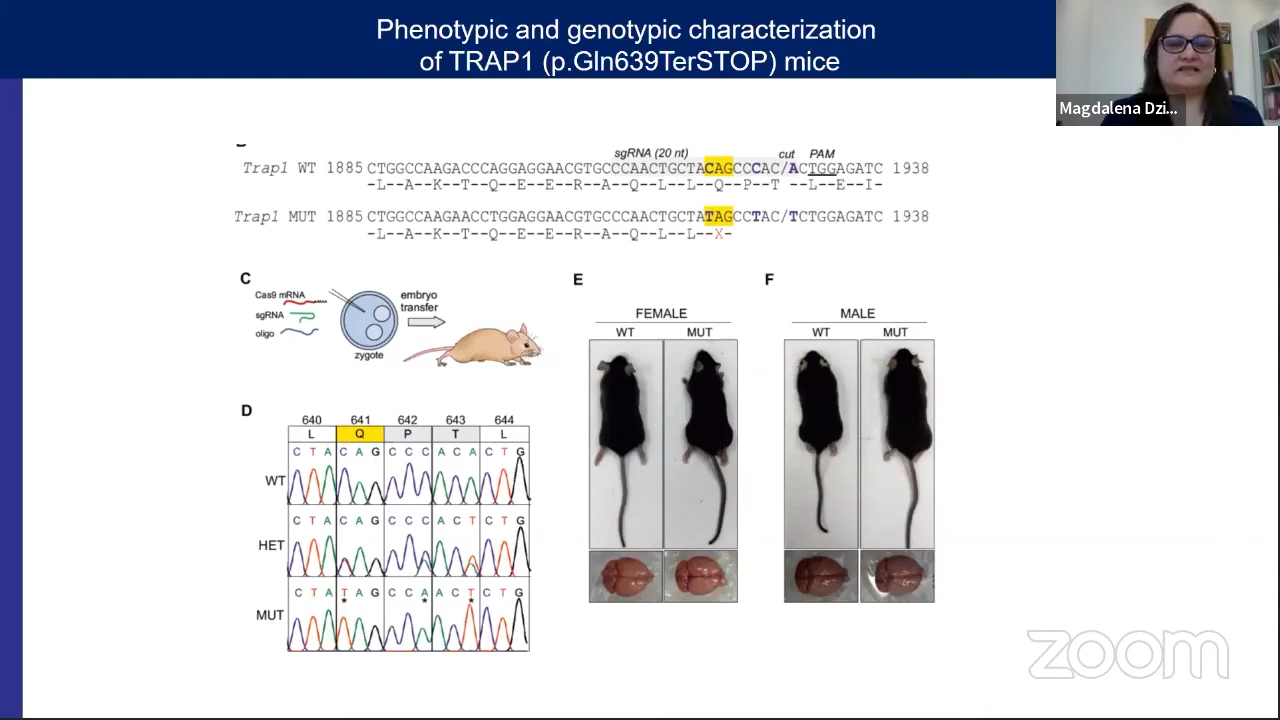 Phenotypic and genotypic characterization
of TRAP1 (p.Gln639TerSTOP) mice
Magdalena Dzi...
sgRNA (20 nt) cut PAM
Trap1 WT 1885 CTGGCCAAGACCCAGGAGGAACGTGCCCAACTGCTACAGCCCAC/ACTGGAGATC 1938
-L--A--K--T--Q--E--E--R--A--Q--L--L--Q--P--T --L--E--I-
Trap1 MUT 1885 CTGGCCAAGAACCTGGAGGAACGTGCCCAACTGCTATAGCCTAC/TCTGGAGATC 1938
-L--A--K--T--Q--E--E--R--A--Q--L--L--X-
C
Cas9 mRNA
sgRNA
oligo
zygote
embryo
transfer
D
640 641 642 643 644
L Q P T L
WT
C T A C A G C C C A C A C T G
HET
C T A C A G C C C A C T C T G
MUT
C T A T A G C C A A C T C T G
* * *
E
FEMALE
WT MUT
F
MALE
WT MUT
zoom